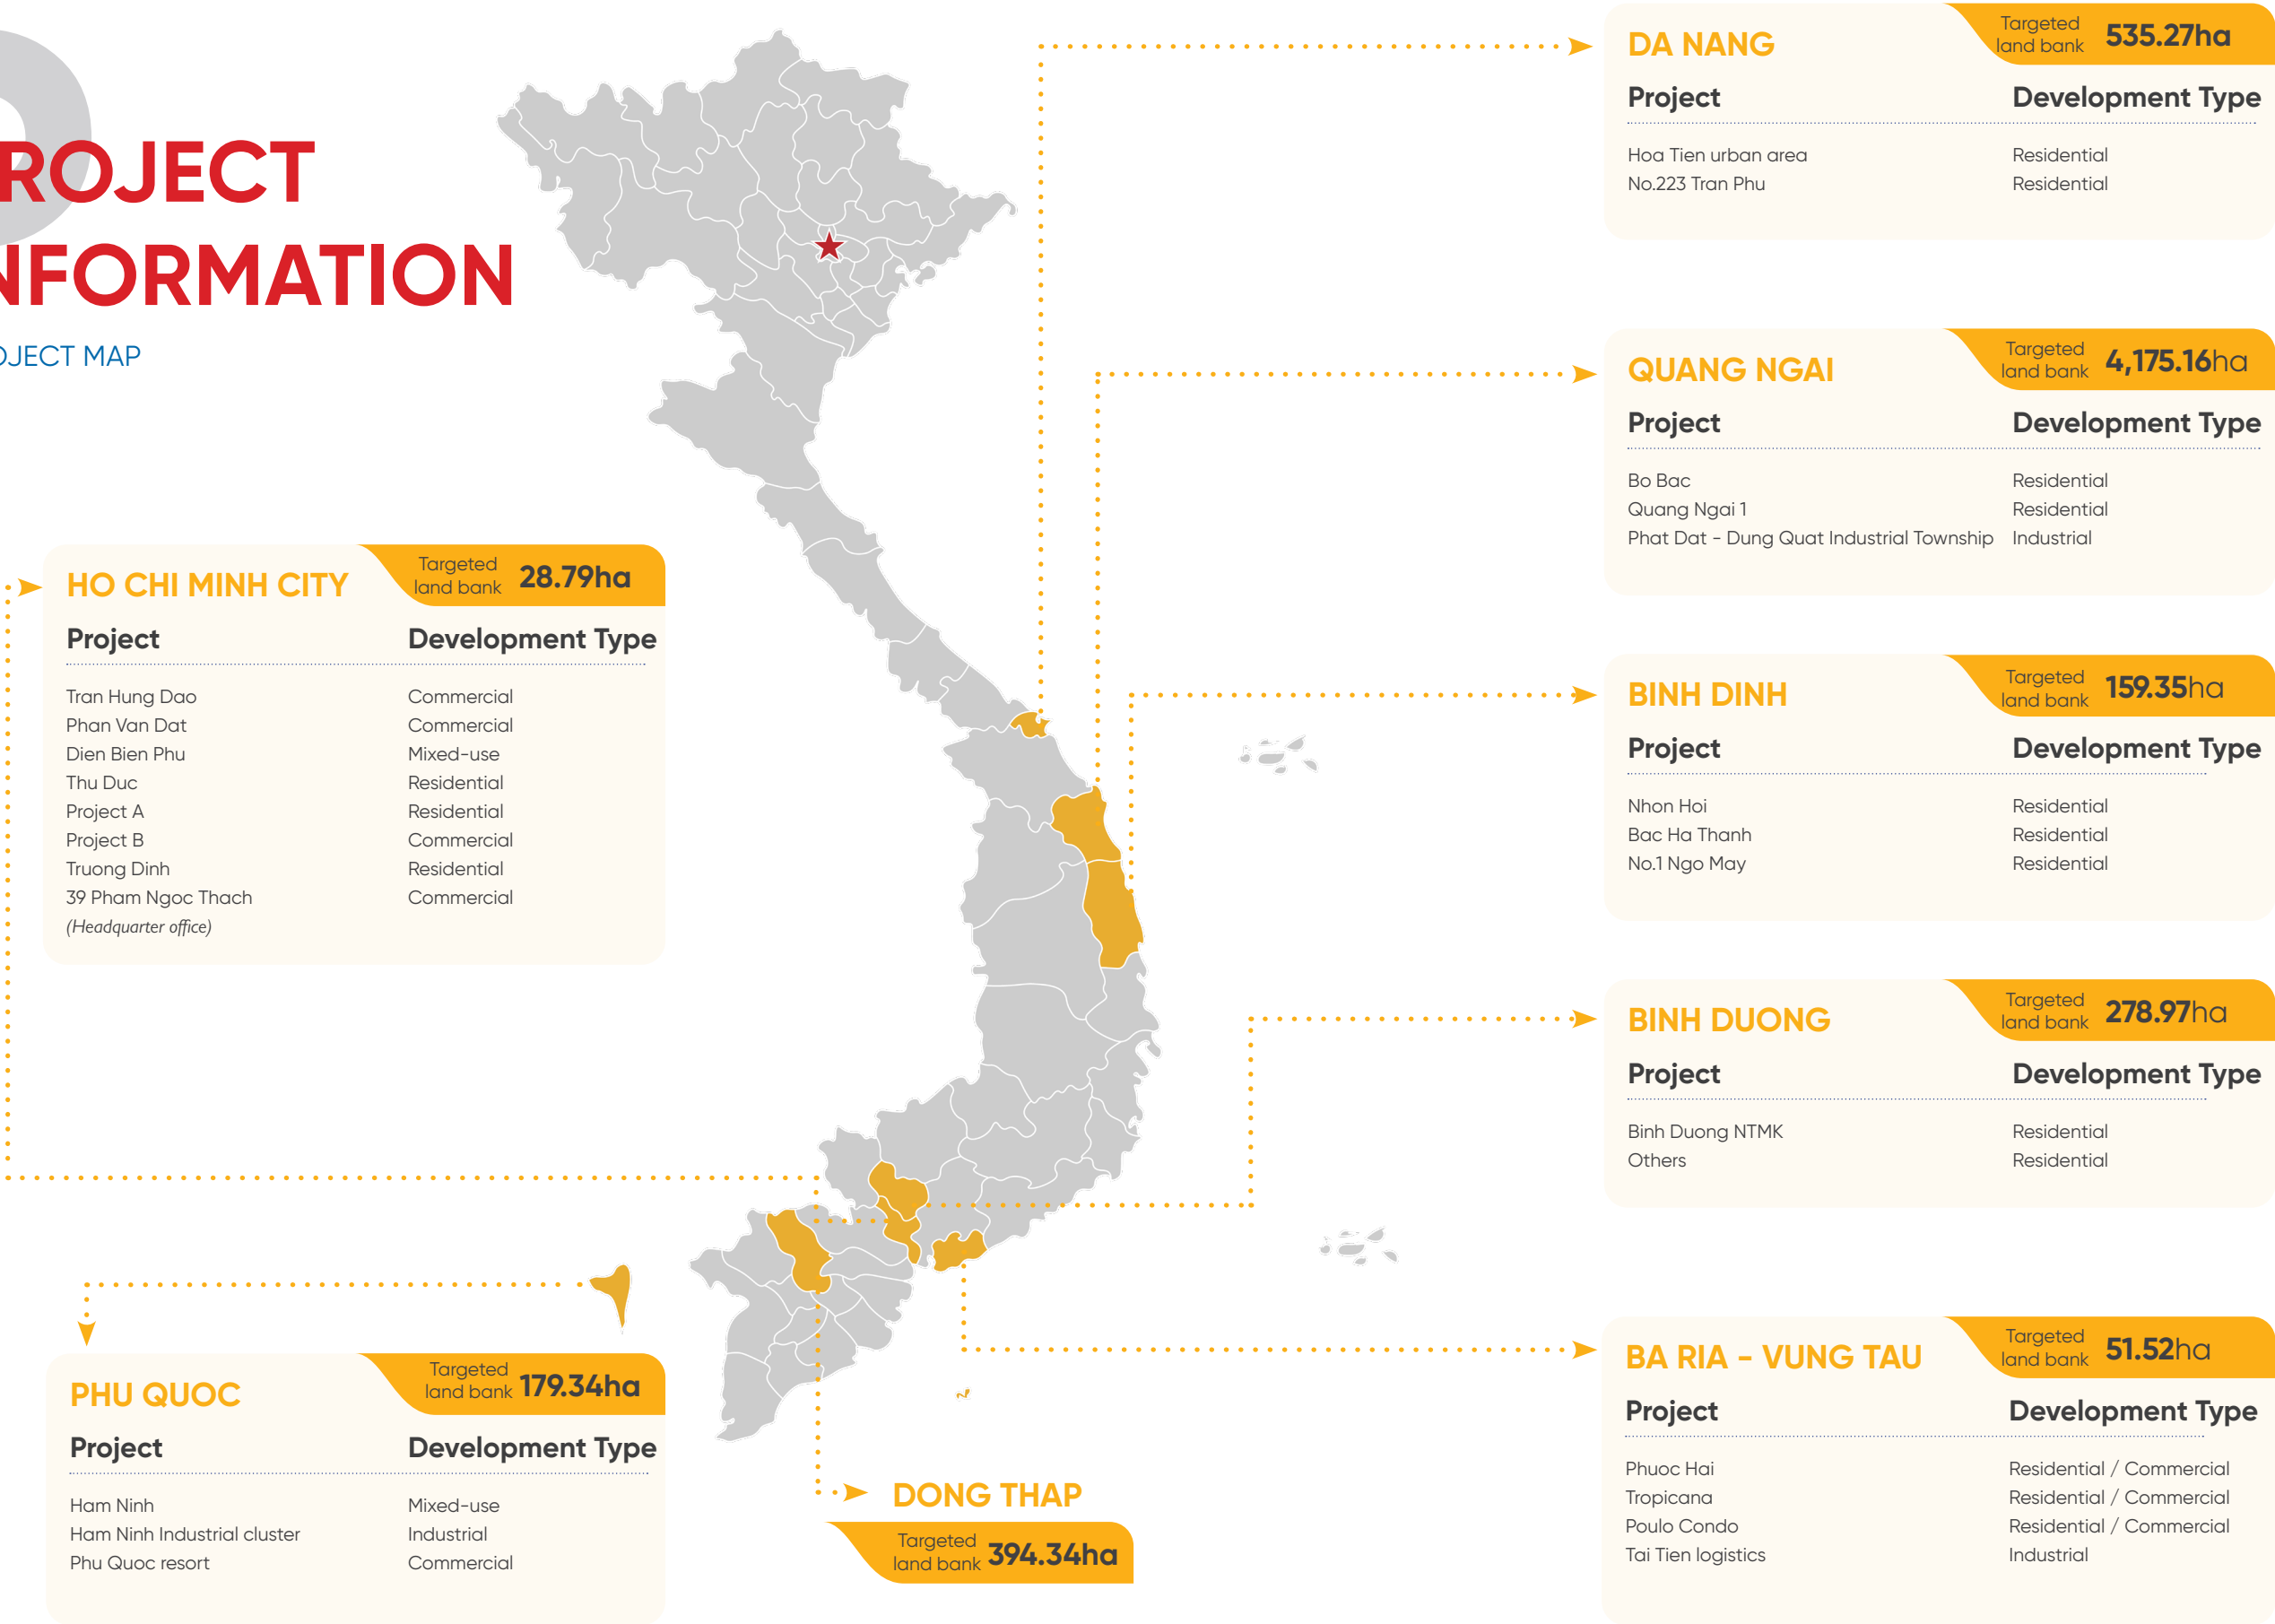 ROJECT
NFORMATION
OJECT MAP
HO CHI MINH CITY
Targeted land bank 28.79ha
Project Development Type
Tran Hung Dao Commercial
Phan Van Dat Commercial
Dien Bien Phu Mixed-use
Thu Duc Residential
Project A Residential
Project B Commercial
Truong Dinh Residential
39 Pham Ngoc Thach Commercial
(Headquarter office)
PHU QUOC
Targeted land bank 179.34ha
Project Development Type
Ham Ninh Mixed-use
Ham Ninh Industrial cluster Industrial
Phu Quoc resort Commercial
DONG THAP
Targeted land bank 394.34ha
DA NANG
Targeted land bank 535.27ha
Project Development Type
Hoa Tien urban area Residential
No.223 Tran Phu Residential
QUANG NGAI
Targeted land bank 4,175.16ha
Project Development Type
Bo Bac Residential
Quang Ngai 1 Residential
Phat Dat - Dung Quat Industrial Township Industrial
BINH DINH
Targeted land bank 159.35ha
Project Development Type
Nhon Hoi Residential
Bac Ha Thanh Residential
No.1 Ngo May Residential
BINH DUONG
Targeted land bank 278.97ha
Project Development Type
Binh Duong NTMK Residential
Others Residential
BA RIA - VUNG TAU
Targeted land bank 51.52ha
Project Development Type
Phuoc Hai Residential / Commercial
Tropicana Residential / Commercial
Poulo Condo Residential / Commercial
Tai Tien logistics Industrial